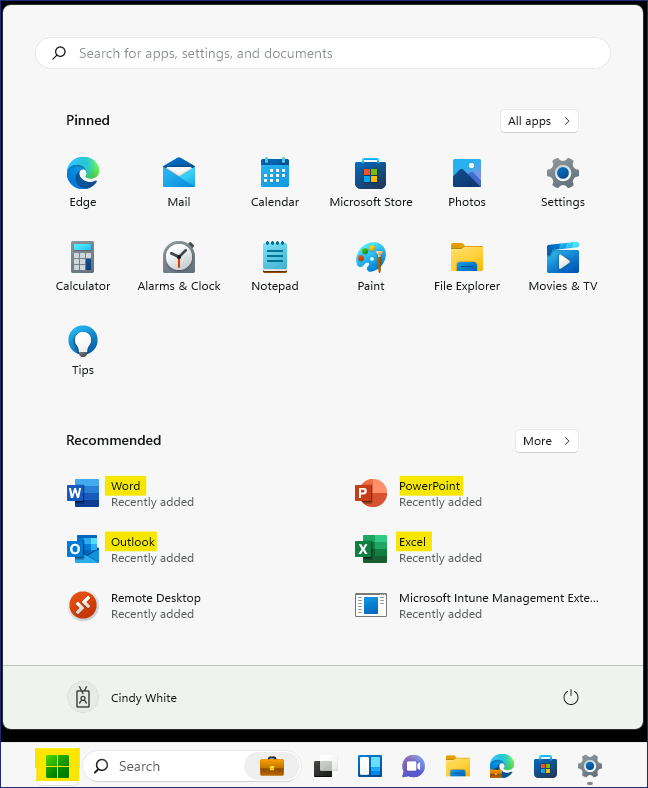 Search for apps, settings, and documents
Pinned
All apps
Edge
Mail
Calendar
Microsoft Store
Photos
Settings
Calculator
Alarms & Clock
Notepad
Paint
File Explorer
Movies & TV
Tips
Recommended
More
W
Word
Recently added
P
PowerPoint
Recently added
O
Outlook
Recently added
X
Excel
Recently added
Remote Desktop
Recently added
Microsoft Intune Management Exte...
Recently added
Cindy White
Search